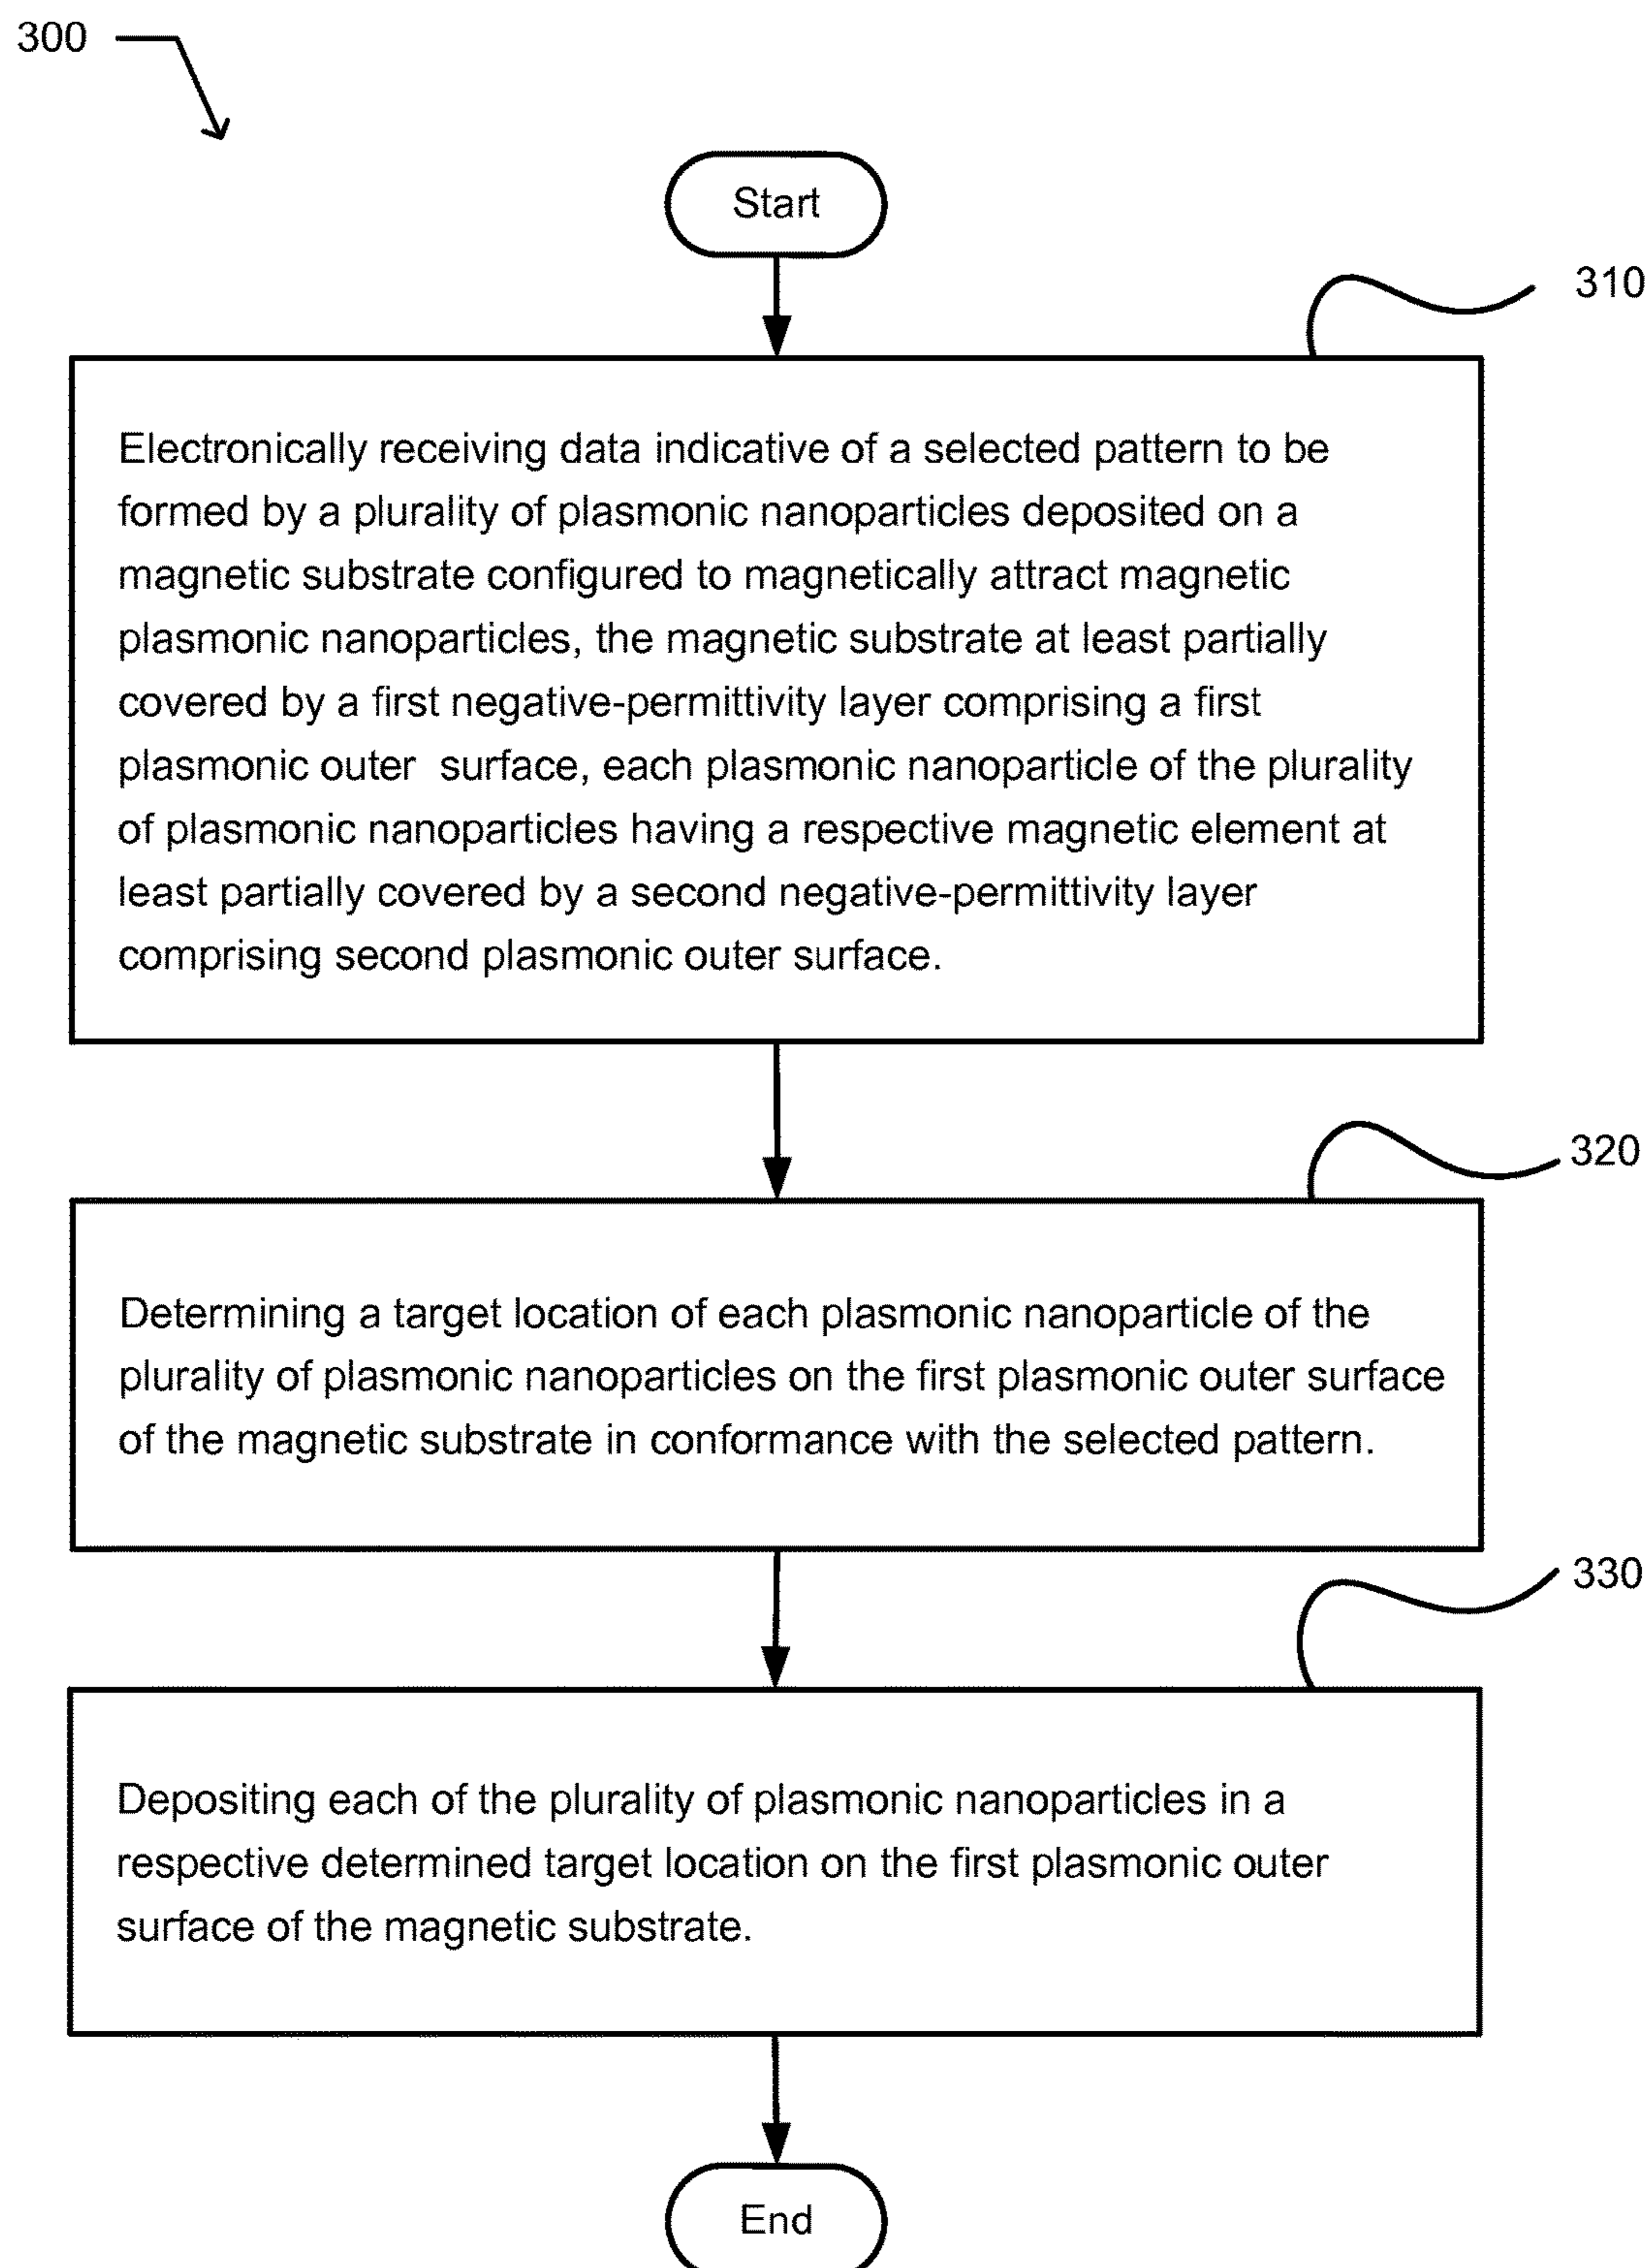 300
Start
310
Electronically receiving data indicative of a selected pattern to be
formed by a plurality of plasmonic nanoparticles deposited on a
magnetic substrate configured to magnetically attract magnetic
plasmonic nanoparticles, the magnetic substrate at least partially
covered by a first negative-permittivity layer comprising a first
plasmonic outer  surface, each plasmonic nanoparticle of the plurality
of plasmonic nanoparticles having a respective magnetic element at
least partially covered by a second negative-permittivity layer
comprising second plasmonic outer surface.
320
Determining a target location of each plasmonic nanoparticle of the
plurality of plasmonic nanoparticles on the first plasmonic outer surface
of the magnetic substrate in conformance with the selected pattern.
330
Depositing each of the plurality of plasmonic nanoparticles in a
respective determined target location on the first plasmonic outer
surface of the magnetic substrate.
End